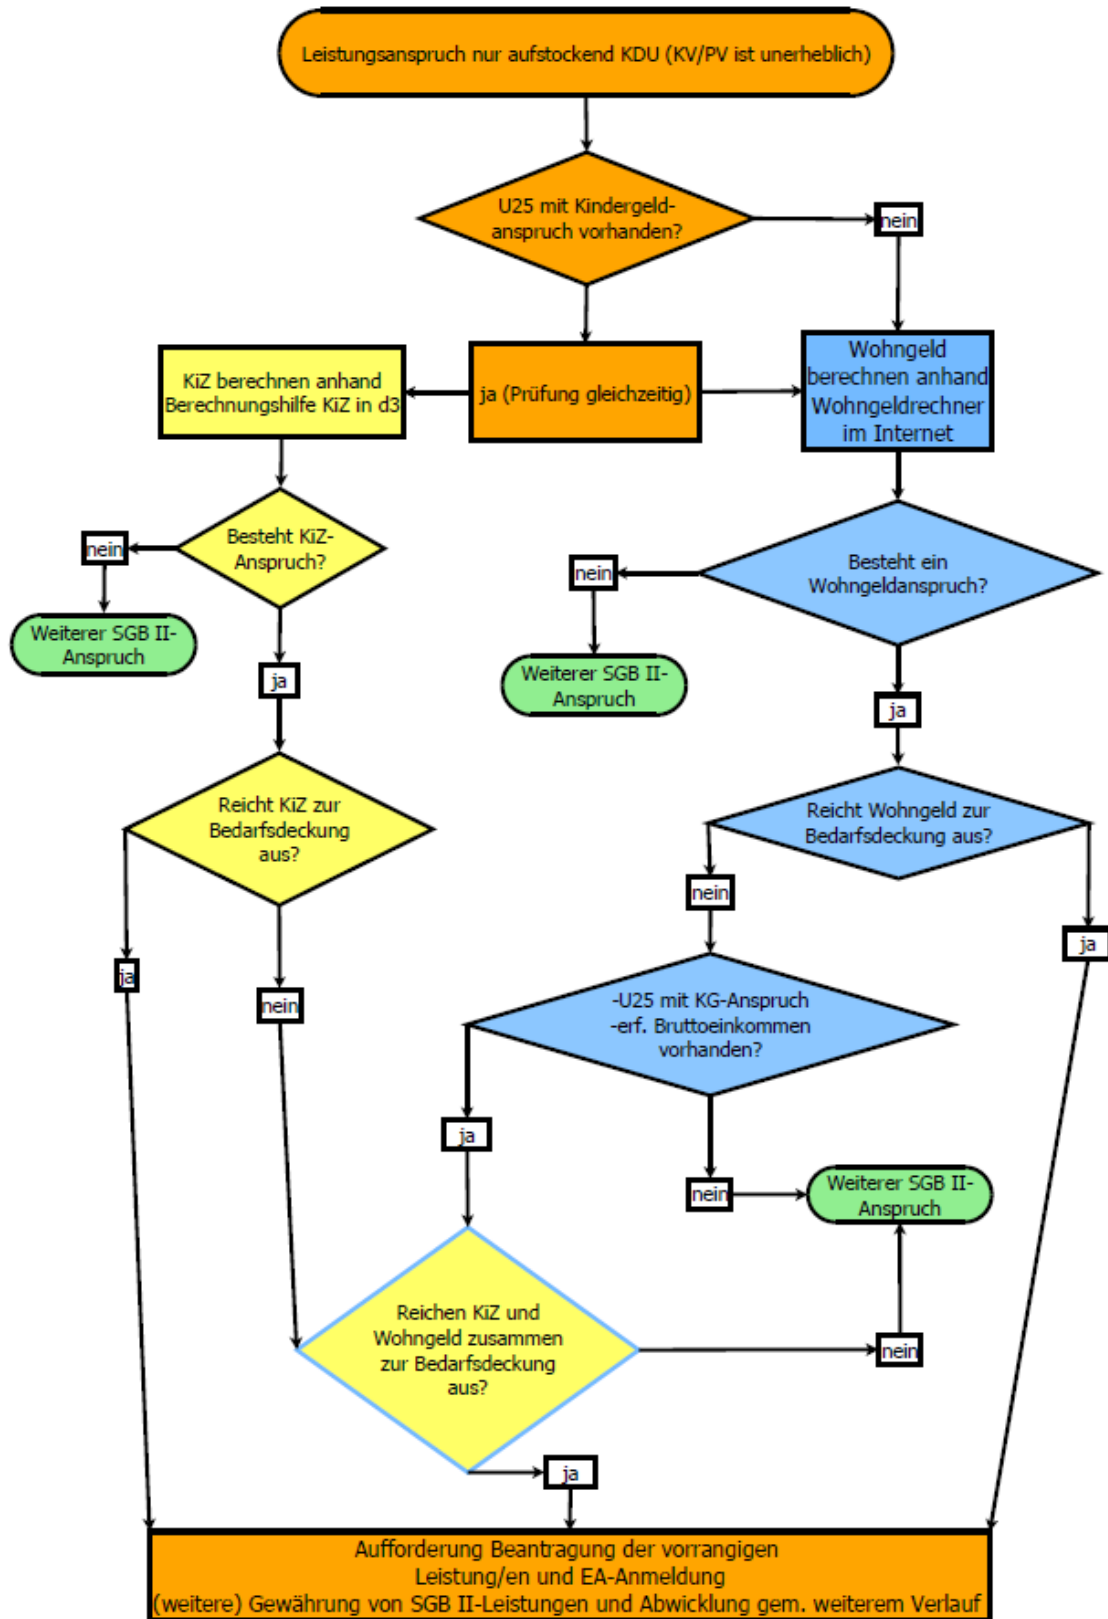 Leistungsanspruch nur aufstockend KDU (KV/PV ist unerheblich)
U25 mit Kindergeld-
anspruch vorhanden?
nein
KiZ berechnen anhand
Berechnungshilfe KiZ in d3
ja (Prüfung gleichzeitig)
Wohngeld
berechnen anhand
Wohngeldrechner
im Internet
Besteht KiZ-
Anspruch?
nein
Weiterer SGB II-
Anspruch
ja
Besteht ein
Wohngeldanspruch?
nein
Weiterer SGB II-
Anspruch
ja
Reicht KiZ zur
Bedarfsdeckung
aus?
ja
nein
Reicht Wohngeld zur
Bedarfsdeckung aus?
nein
ja
-U25 mit KG-Anspruch
-erf. Bruttoeinkommen
vorhanden?
ja
nein
Weiterer SGB II-
Anspruch
Reichen KiZ und
Wohngeld zusammen
zur Bedarfsdeckung
aus?
nein
ja
Aufforderung Beantragung der vorrangigen
Leistung/en und EA-Anmeldung
(weitere) Gewährung von SGB II-Leistungen und Abwicklung gem. weiterem Verlauf